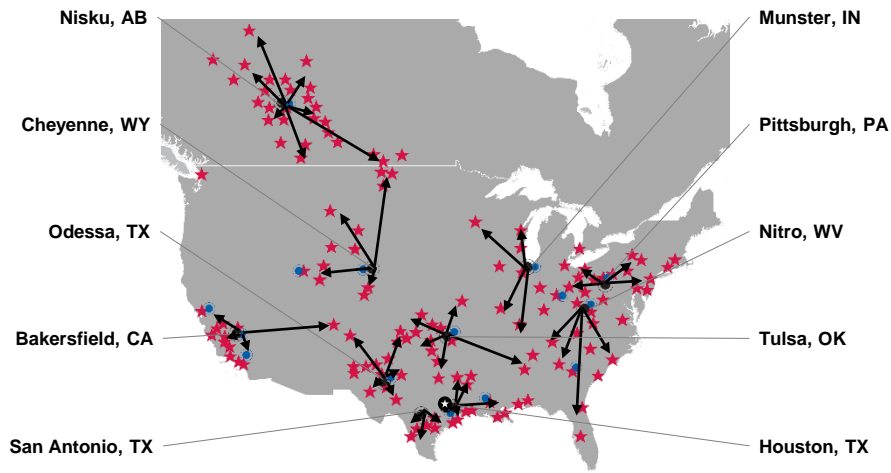 Nisku, AB
Munster, IN
Cheyenne, WY
Pittsburgh, PA
Odessa, TX
Nitro, WV
Bakersfield, CA
Tulsa, OK
San Antonio, TX
Houston, TX